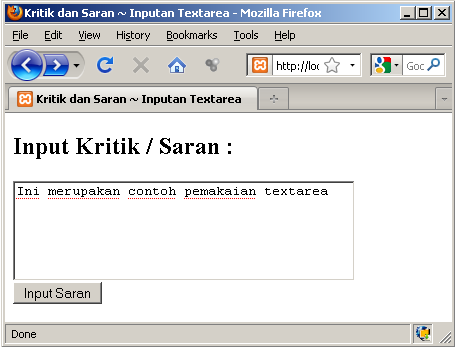 Kritik dan Saran ~ Inputan Textarea - Mozilla Firefox
File Edit View History Bookmarks Tools Help
http://loc Goc
Kritik dan Saran ~ Inputan Textarea
Input Kritik / Saran :
Ini merupakan contoh pemakaian textarea
Input Saran
Done